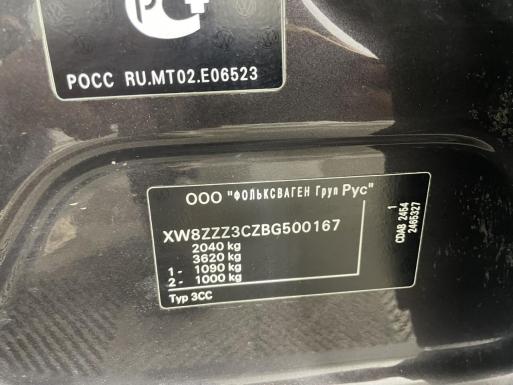 РОСС RU.MT02.E06523
ООО "ФОЛЬКСВАГЕН Груп Рус"
XW8ZZZ3CZBG500167
2040 kg
3620 kg
1 - 1090 kg
2 - 1000 kg
Typ 3CC
1
CDAB 2454
2465327